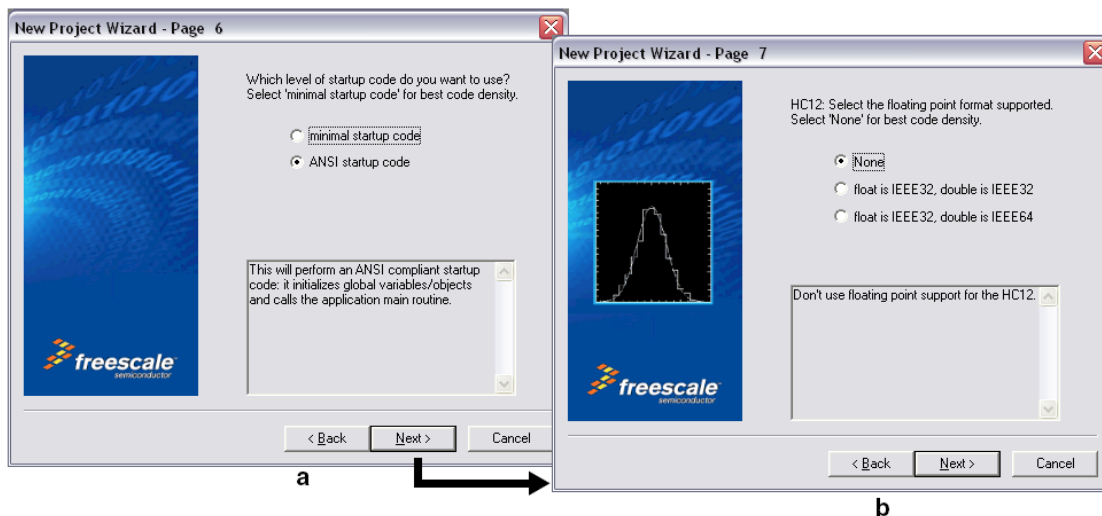 New Project Wizard - Page 6
Which level of startup code do you want to use?
Select 'minimal startup code' for best code density.
minimal startup code
ANSI startup code
This will perform an ANSI compliant startup
code: it initializes global variables/objects
and calls the application main routine.
freescale™
semiconductor
< Back
Next >
Cancel
a
New Project Wizard - Page 7
HC12: Select the floating point format supported.
Select 'None' for best code density.
None
float is IEEE32, double is IEEE32
float is IEEE32, double is IEEE64
Don't use floating point support for the HC12.
freescale™
semiconductor
< Back
Next >
Cancel
b